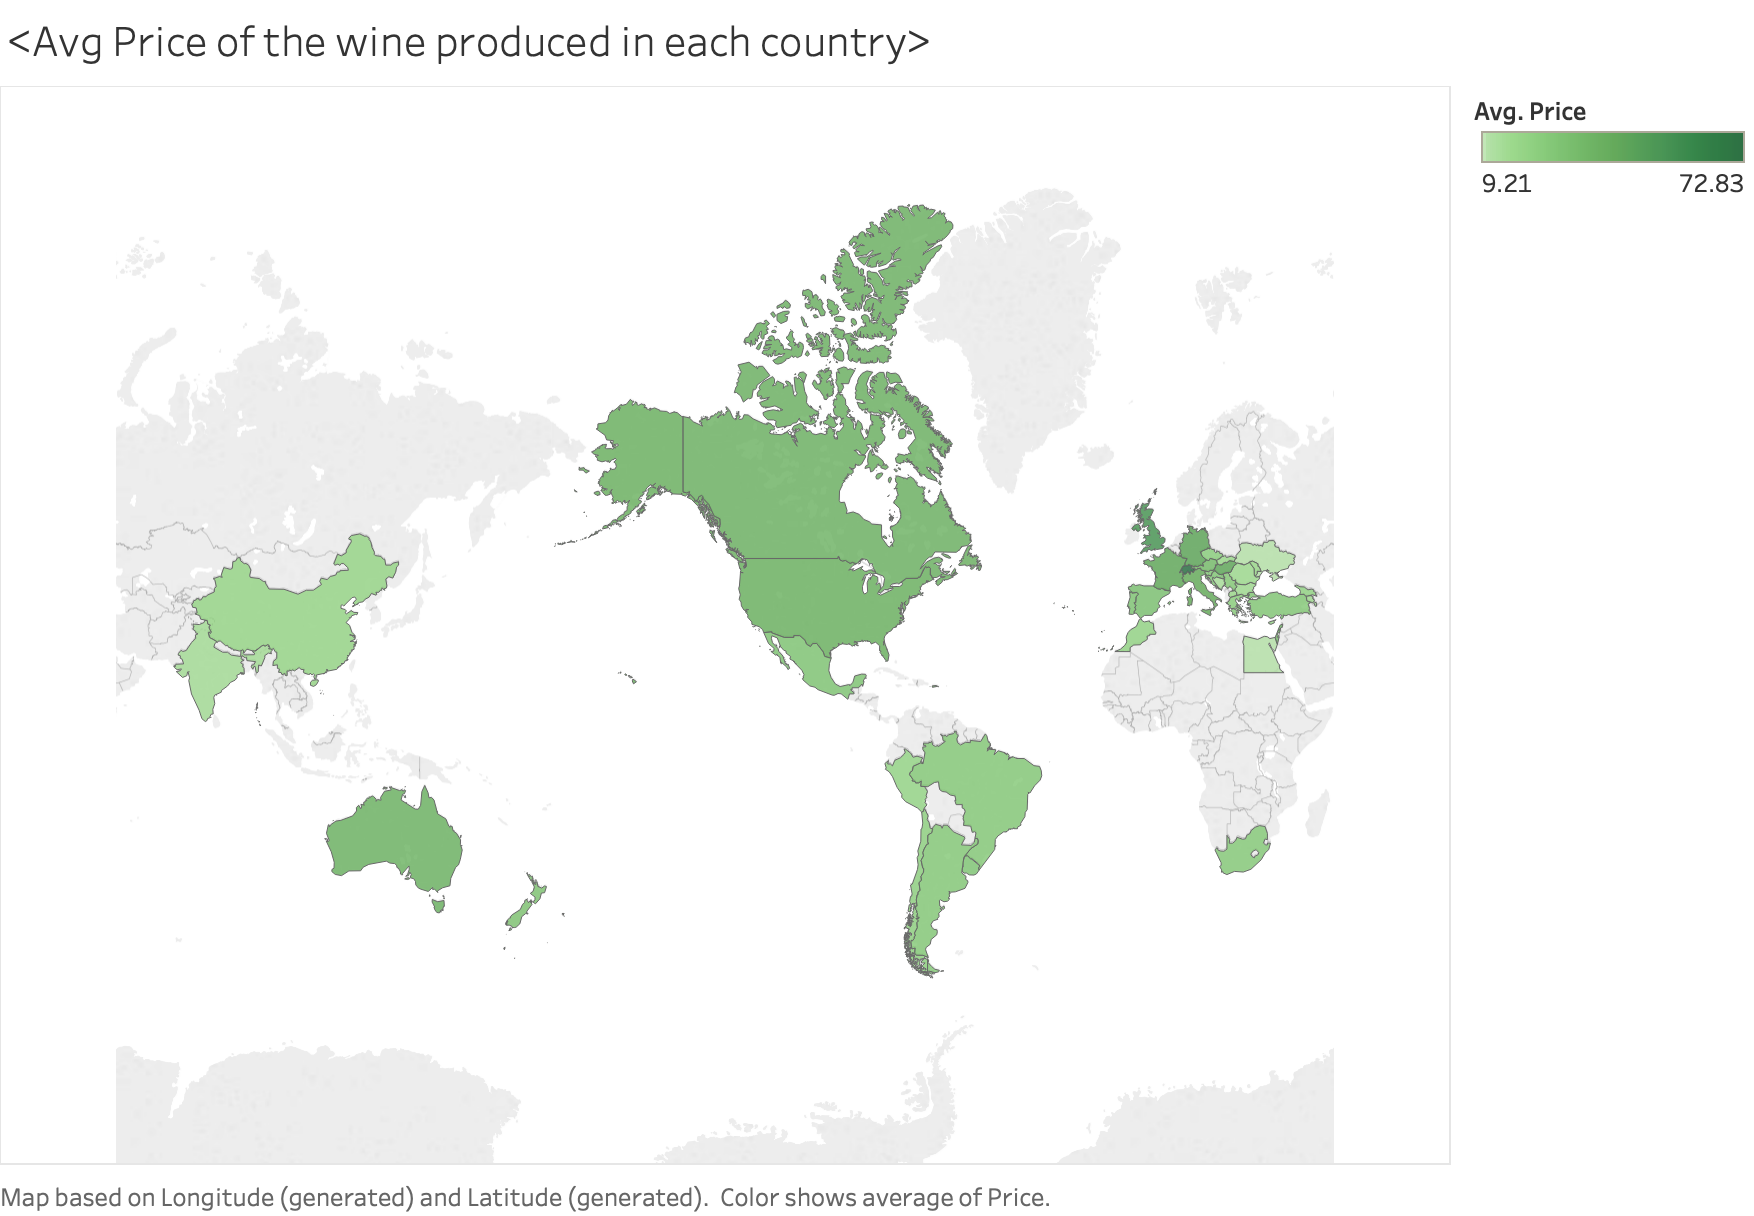 <Avg Price of the wine produced in each country>
Avg. Price
9.21 72.83
Map based on Longitude (generated) and Latitude (generated). Color shows average of Price.